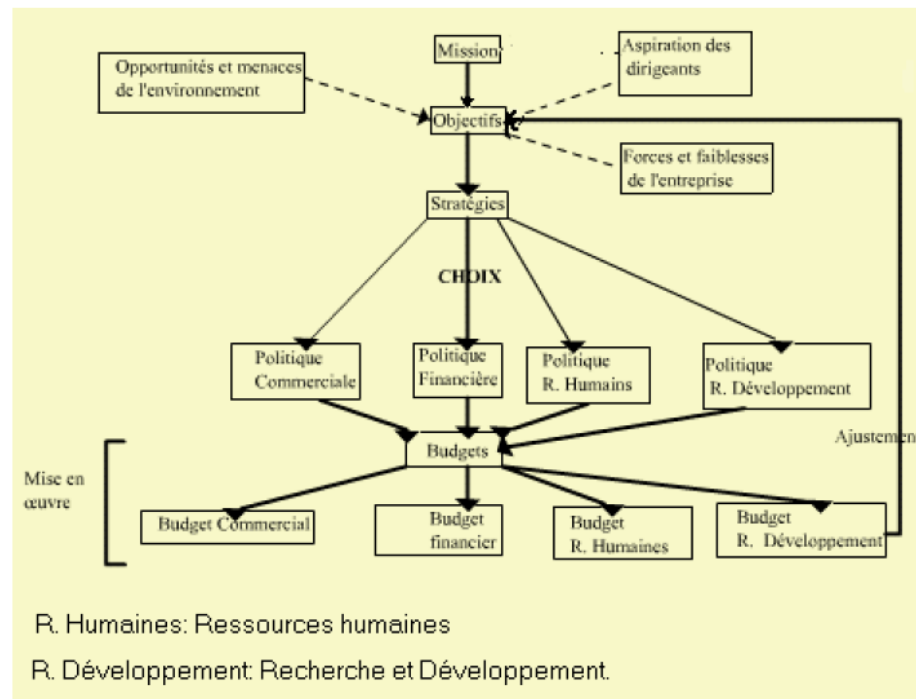 Mission
Aspiration des
dirigeants
Opportunités et menaces
de l'environnement
Objectifs
Forces et faiblesses
de l'entreprise
Stratégies
CHOIX
Politique
Commerciale
Politique
Financière
Politique
R. Humains
Politique
R. Développement
Ajustemen
Budgets
Mise en
œuvre
Budget Commercial
Budget
financier
Budget
R. Humaines
Budget
R. Développement
R. Humaines: Ressources humaines
R. Développement: Recherche et Développement.